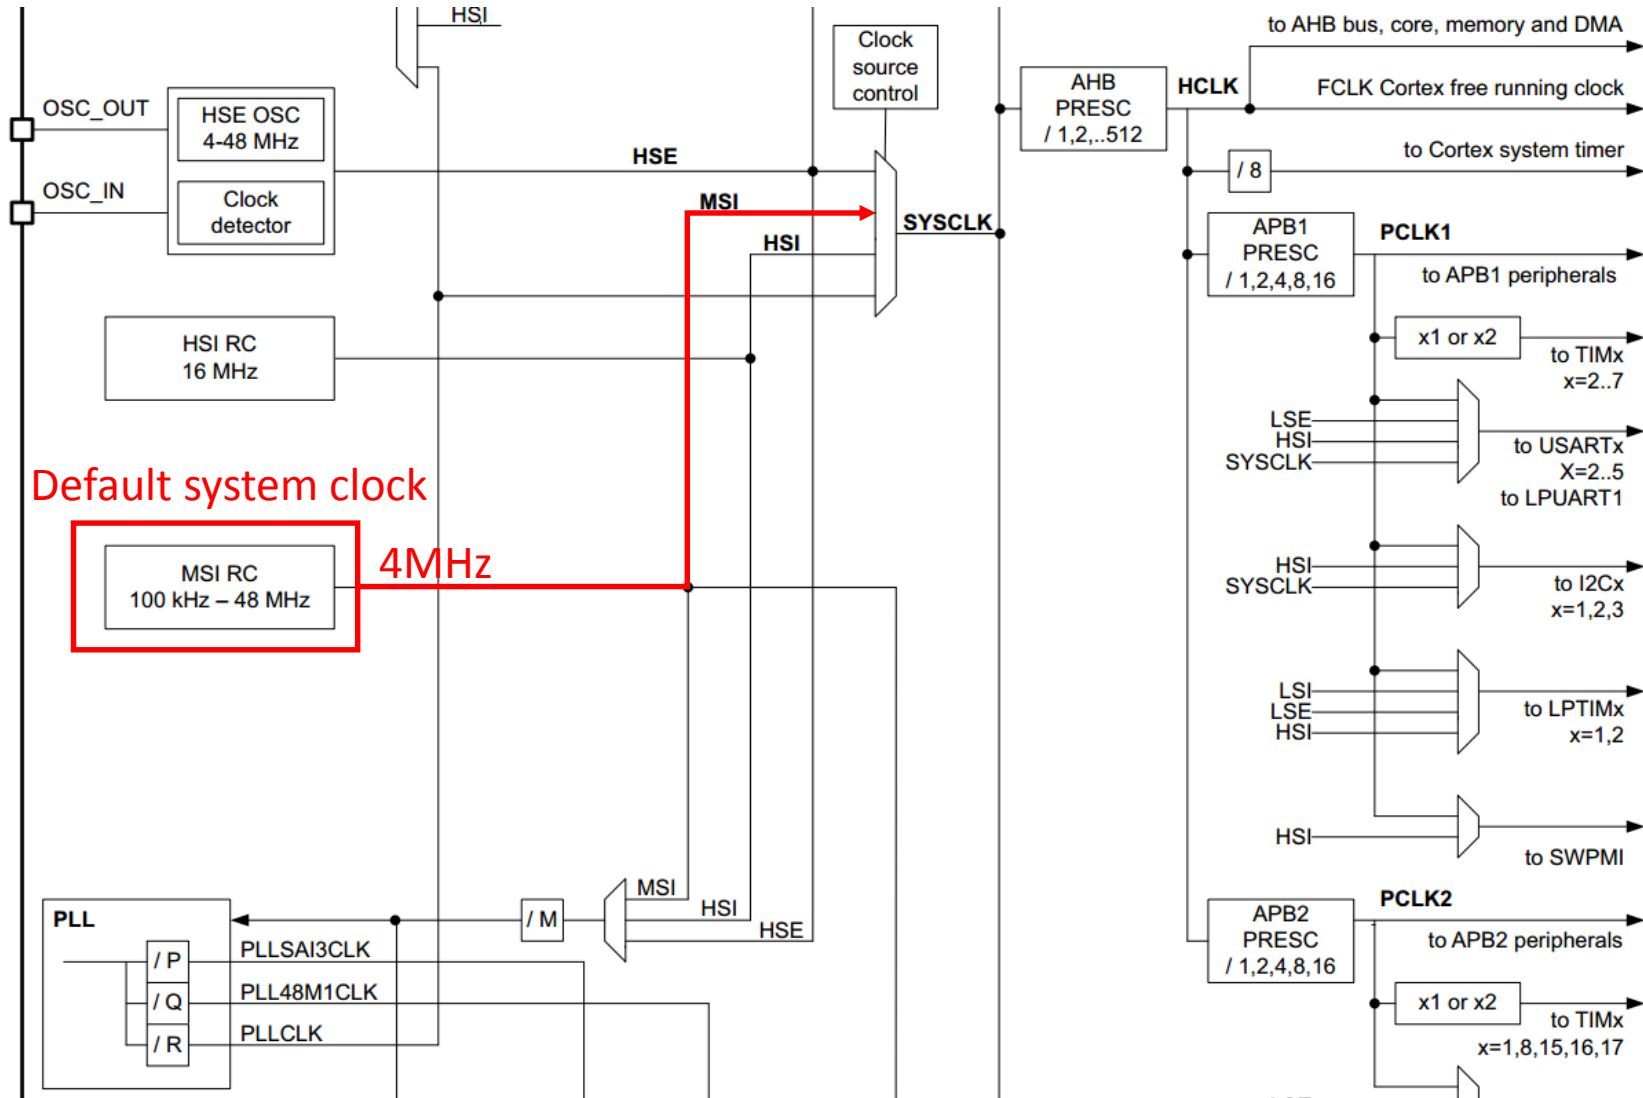 HSI
Clock
source
control
to AHB bus, core, memory and DMA
AHB
PRESC
/ 1,2,..512
HCLK
FCLK Cortex free running clock
OSC_OUT
HSE OSC
4-48 MHz
HSE
/ 8
to Cortex system timer
OSC_IN
Clock
detector
MSI
SYSCLK
HSI
APB1
PRESC
/ 1,2,4,8,16
PCLK1
to APB1 peripherals
HSI RC
16 MHz
x1 or x2
to TIMx
x=2..7
LSE
HSI
SYSCLK
to USARTx
X=2..5
to LPUART1
Default system clock
4MHz
MSI RC
100 kHz – 48 MHz
HSI
SYSCLK
to I2Cx
x=1,2,3
LSI
LSE
HSI
to LPTIMx
x=1,2
HSI
to SWPMI
MSI
HSI
HSE
/ M
PLL
/ P
PLLSAI3CLK
/ Q
PLL48M1CLK
/ R
PLLCLK
APB2
PRESC
/ 1,2,4,8,16
PCLK2
to APB2 peripherals
x1 or x2
to TIMx
x=1,8,15,16,17